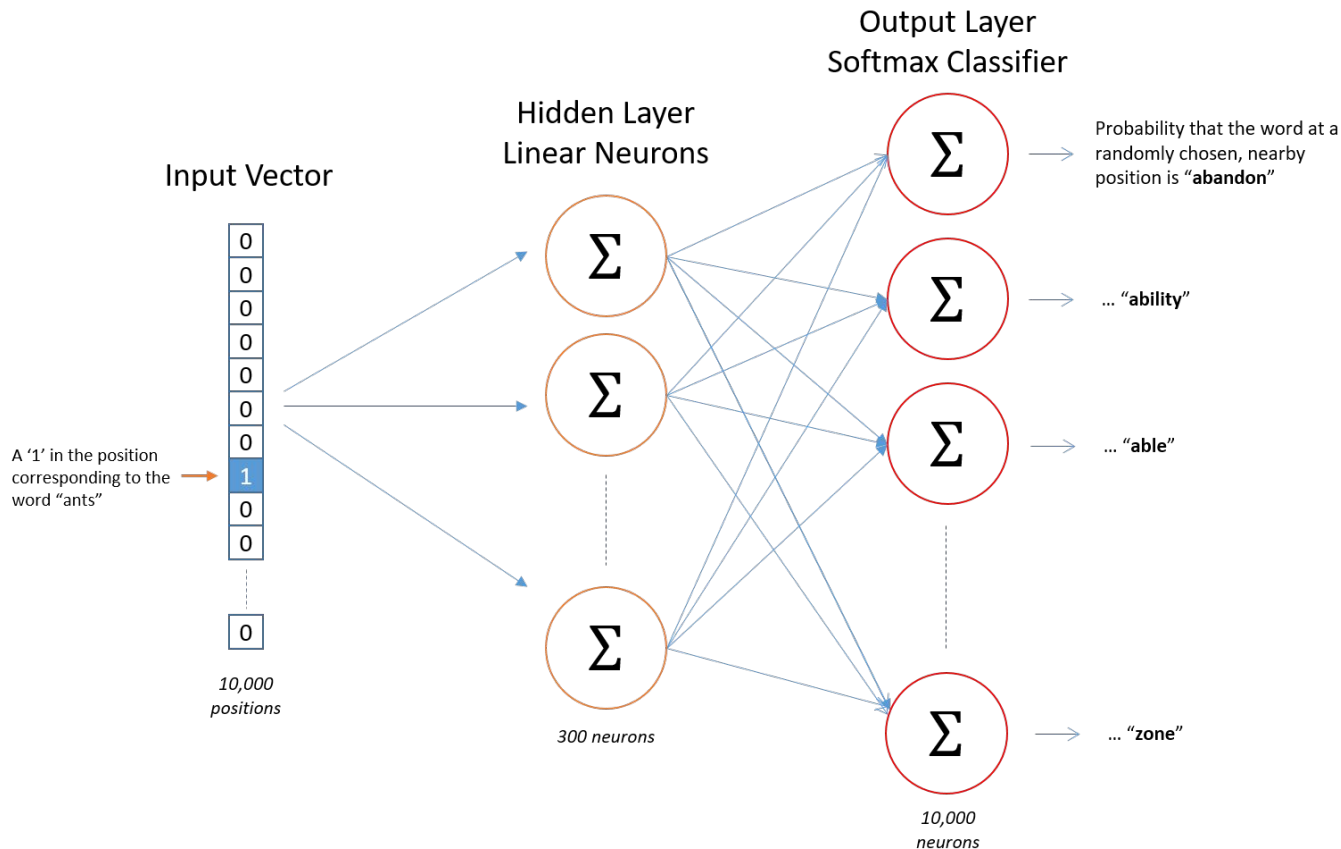 Output Layer
Softmax Classifier
Hidden Layer
Linear Neurons
Input Vector
0
0
0
0
0
0
0
1
0
0
0
A ‘1’ in the position
corresponding to the
word “ants”
10,000
positions
Σ
Σ
Σ
300 neurons
Σ
Σ
Σ
Σ
10,000
neurons
Probability that the word at a
randomly chosen, nearby
position is “abandon”
... “ability”
... “able”
... “zone”